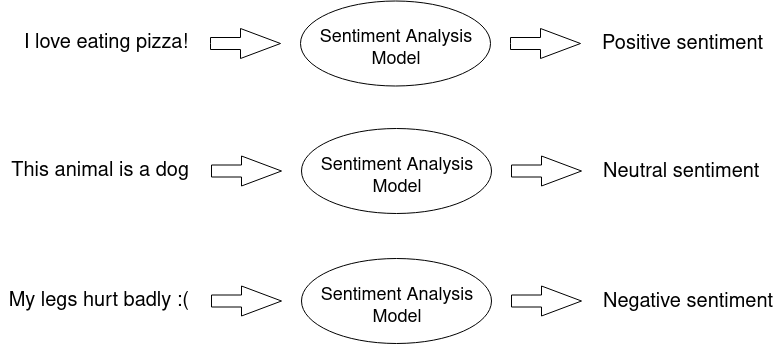 I love eating pizza!
Sentiment Analysis
Model
Positive sentiment
This animal is a dog
Sentiment Analysis
Model
Neutral sentiment
My legs hurt badly :(
Sentiment Analysis
Model
Negative sentiment